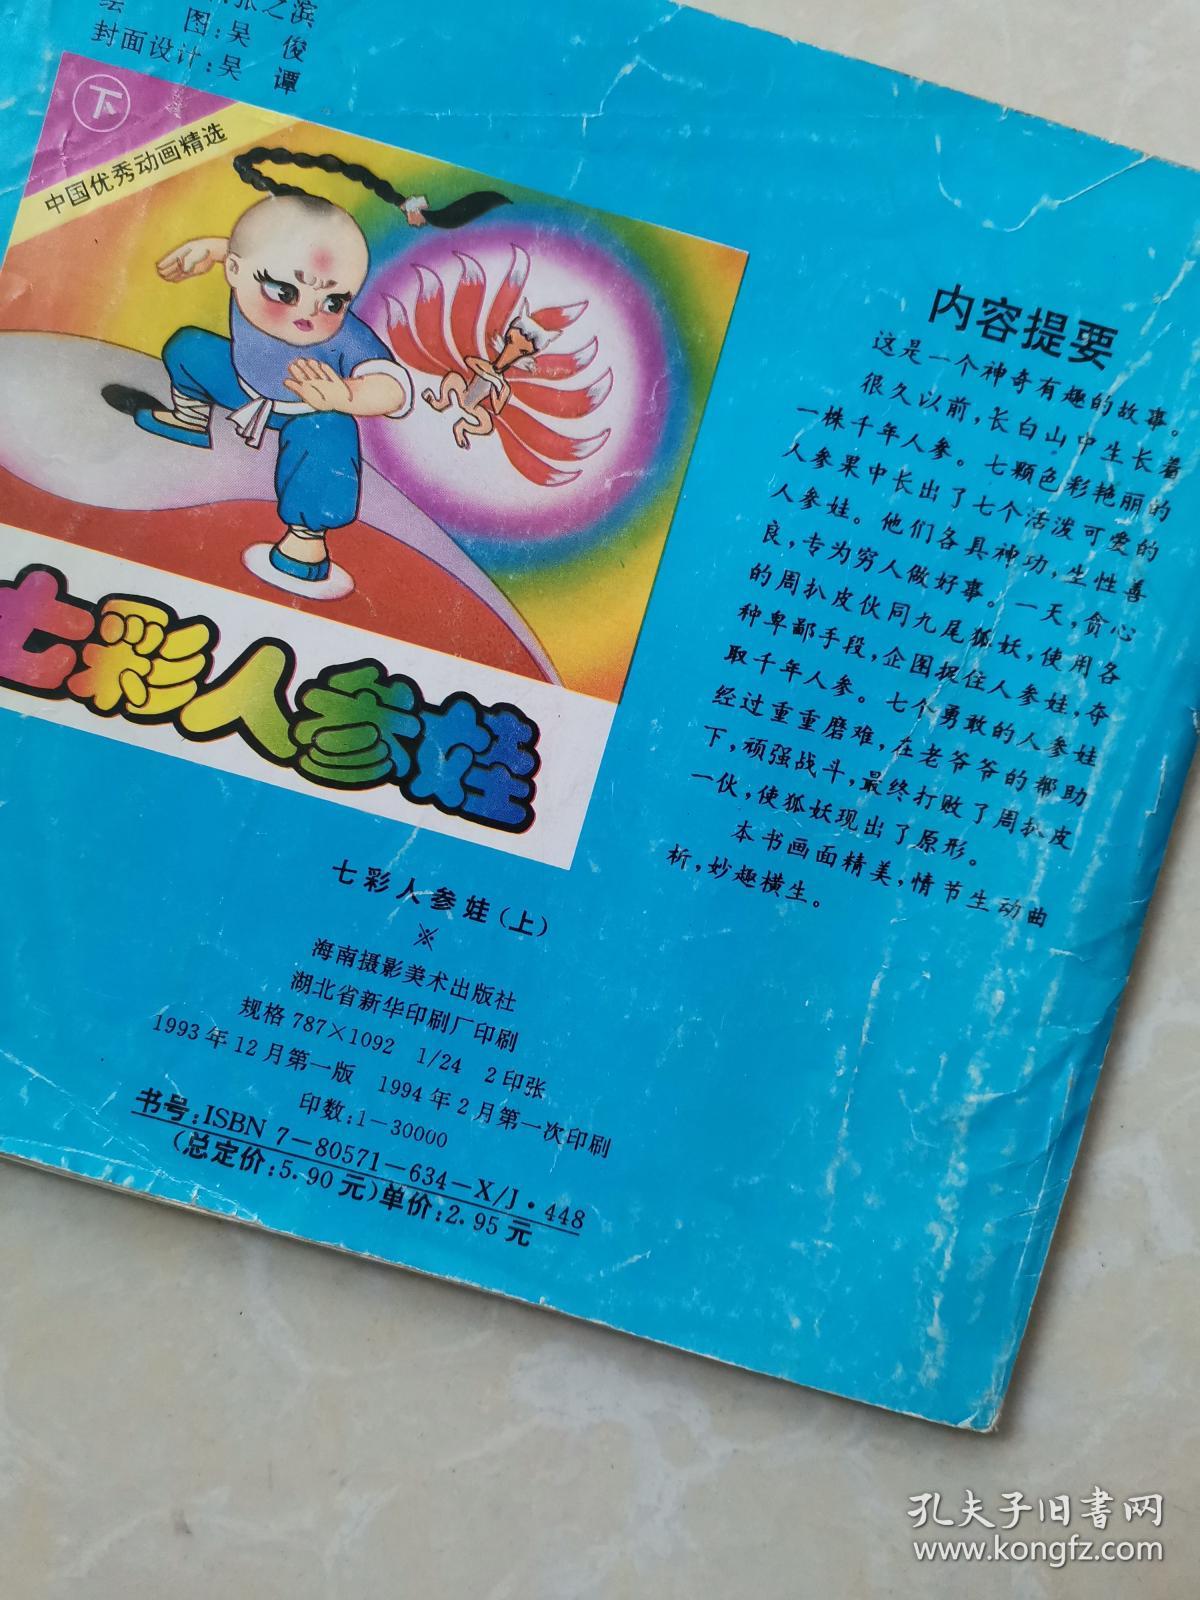 张之滨
绘 图:吴 俊
封面设计:吴 谭
下
中国优秀动画精选
七彩人参娃
七彩人参娃(上)
※
海南摄影美术出版社
湖北省新华印刷厂印刷
规格787×1092 1/24 2印张
1993年12月第一版 1994年2月第一次印刷
印数:1—30000
书号:ISBN 7—80571—634—X/J·448
(总定价:5.90元)单价:2.95元
内容提要
这是一个神奇有趣的故事。
很久以前,长白山中生长着
一株千年人参。七颗色彩艳丽的
人参果中长出了七个活泼可爱的
人参娃。他们各具神功,生性善
良,专为穷人做好事。一天,贪心
的周扒皮伙同九尾狐妖,使用各
种卑鄙手段,企图捉住人参娃,夺
取千年人参。七个勇敢的人参娃
经过重重磨难,在老爷爷的帮助
下,顽强战斗,最终打败了周扒皮
一伙,使狐妖现出了原形。
本书画面精美,情节生动曲
析,妙趣横生。
孔夫子旧书网
www.kongfz.com